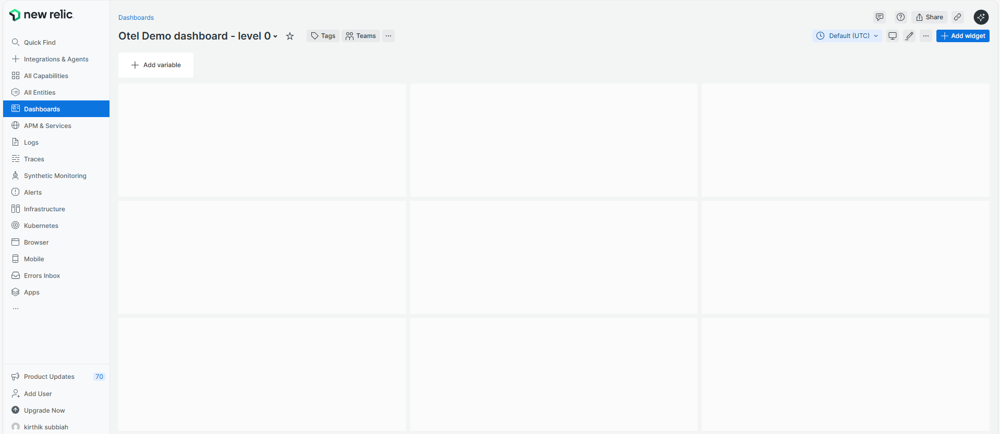 new relic
Quick Find
Integrations & Agents
All Capabilities
All Entities
Dashboards
APM & Services
Logs
Traces
Synthetic Monitoring
Alerts
Infrastructure
Kubernetes
Browser
Mobile
Errors Inbox
Apps
...
Product Updates 70
Add User
Upgrade Now
kirthik subbiah
Dashboards
Share
Otel Demo dashboard - level 0
Tags
Teams
...
Default (UTC)
...
Add widget
Add variable